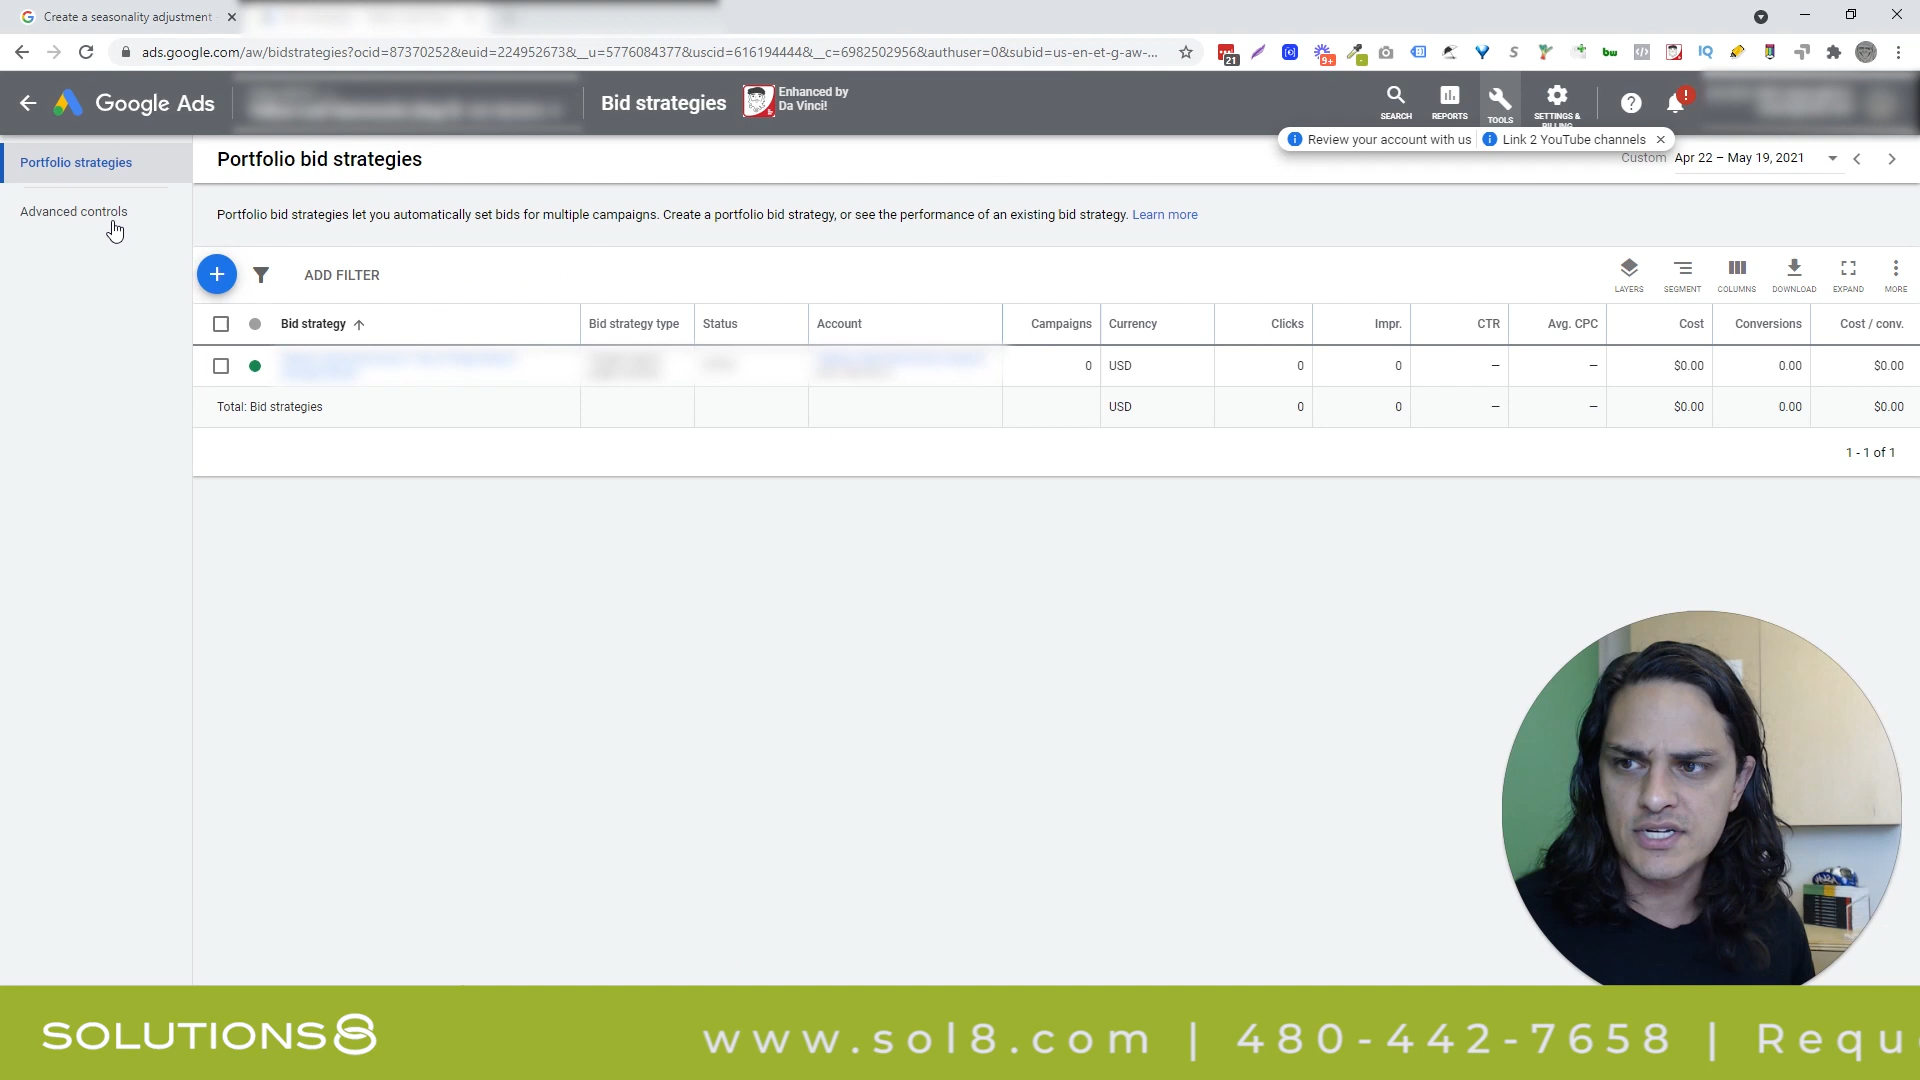 Create a seasonality adjustment
ads.google.com/aw/bidstrategies?ocid=87370252&euid=224952673&__u=5776084377&uscid=616194444&__c=6982502956&authuser=0&subid=us-en-et-g-aw-...
21
9+
S
bw
IQ
Google Ads
Bid strategies
Enhanced by
Da Vinci!
SEARCH
REPORTS
TOOLS
SETTINGS &
BILLING
?
!
Review your account with us
Link 2 YouTube channels
Portfolio strategies
Advanced controls
Portfolio bid strategies
Custom Apr 22 – May 19, 2021
Portfolio bid strategies let you automatically set bids for multiple campaigns. Create a portfolio bid strategy, or see the performance of an existing bid strategy. Learn more
ADD FILTER
LAYERS SEGMENT COLUMNS DOWNLOAD EXPAND MORE
Bid strategy Bid strategy type Status Account Campaigns Currency Clicks Impr. CTR Avg. CPC Cost Conversions Cost / conv.
0 USD 0 0 – – $0.00 0.00 $0.00
Total: Bid strategies USD 0 0 – – $0.00 0.00 $0.00
1 - 1 of 1
SOLUTIONS8
www.sol8.com | 480-442-7658 | Requ